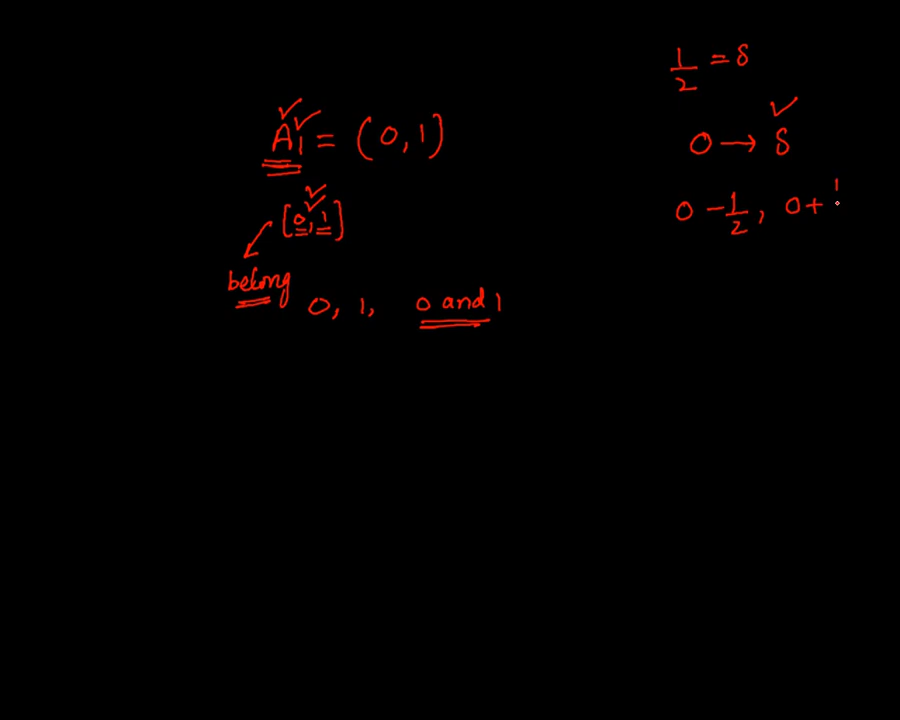 1/2 = δ
A1 = (0, 1)
0 → δ
[0, 1]
0 - 1/2, 0 + 1
belong
0, 1, 0 and 1